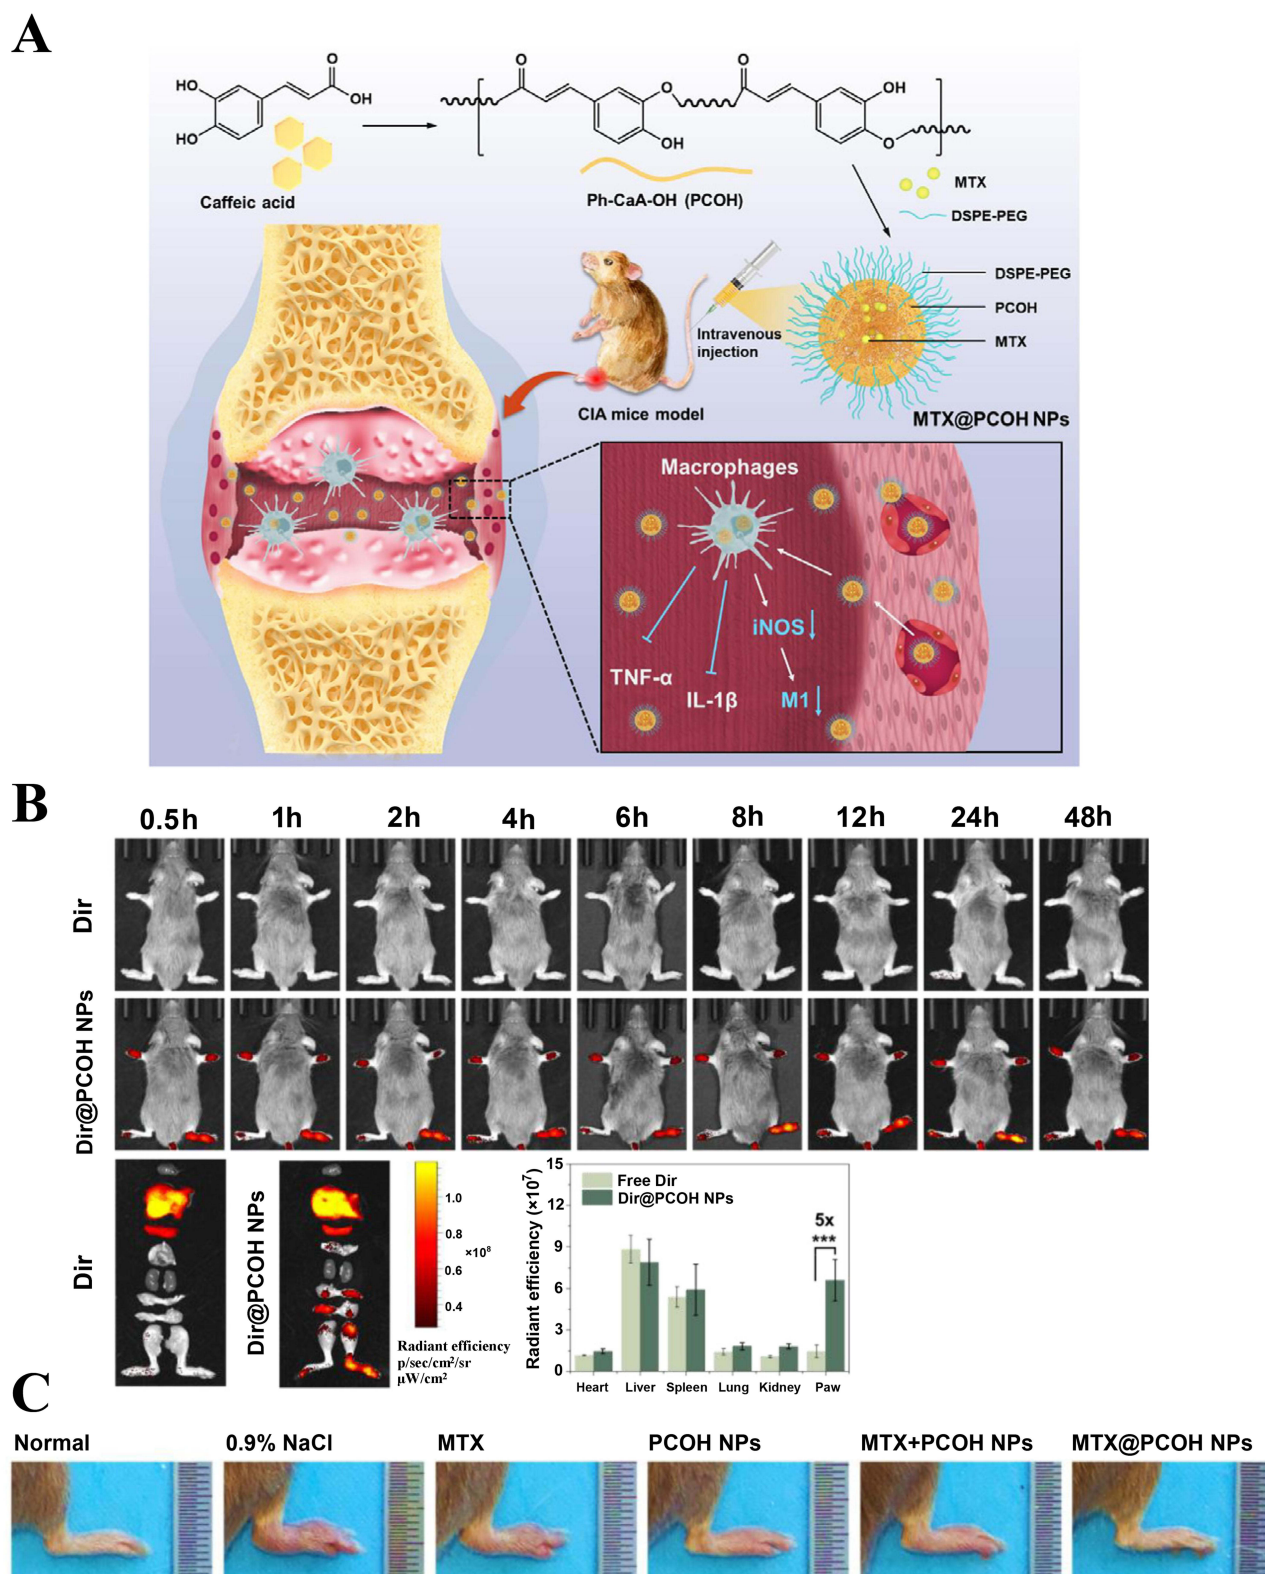 A
HO
HO
O
OH
Caffeic acid
O
O
OH
O
OH
O
Ph-CaA-OH (PCOH)
MTX
DSPE-PEG
DSPE-PEG
PCOH
MTX
Intravenous
injection
CIA mice model
MTX@PCOH NPs
Macrophages
iNOS↓
TNF-α
IL-1β
M1↓
B
0.5h 1h 2h 4h 6h 8h 12h 24h 48h
Dir
Dir@PCOH NPs
Dir
Dir@PCOH NPs
1.0
0.8
×10⁸
0.6
0.4
Radiant efficiency
p/sec/cm²/sr
μW/cm²
Radiant efficiency (×10⁷)
15
12
9
6
3
0
Free Dir
Dir@PCOH NPs
5x
***
Heart Liver Spleen Lung Kidney Paw
C
Normal 0.9% NaCl MTX PCOH NPs MTX+PCOH NPs MTX@PCOH NPs